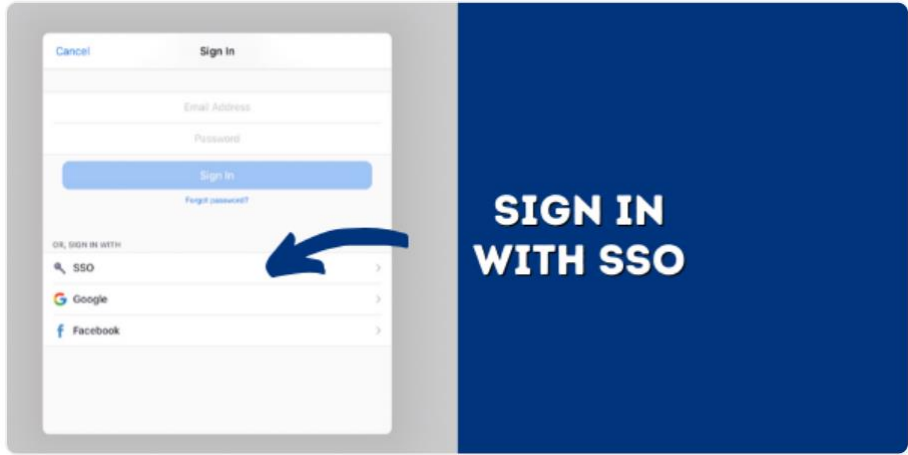 Cancel
Sign In
Email Address
Password
Sign In
Forgot password?
OR, SIGN IN WITH
SSO
Google
Facebook
SIGN IN
WITH SSO